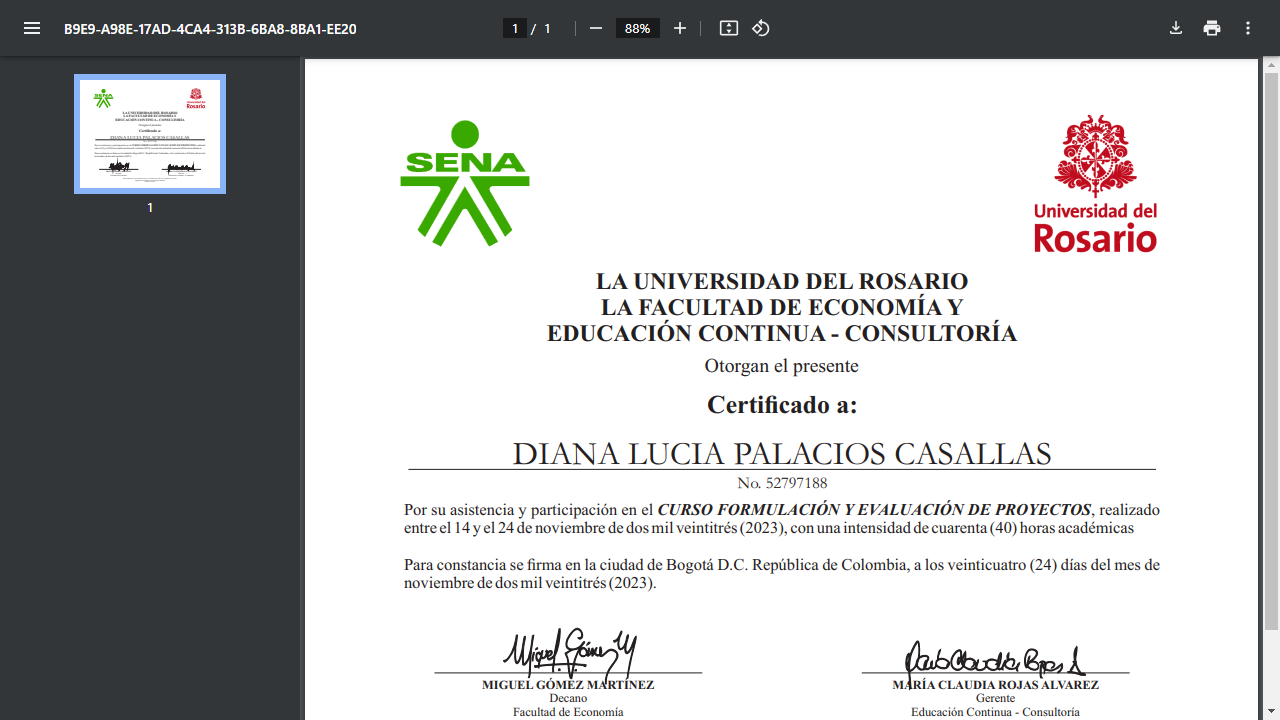 B9E9-A98E-17AD-4CA4-313B-6BA8-8BA1-EE20
1 / 1
88%
1
SENA
Universidad del
Rosario
LA UNIVERSIDAD DEL ROSARIO
LA FACULTAD DE ECONOMÍA Y
EDUCACIÓN CONTINUA - CONSULTORÍA
Otorgan el presente
Certificado a:
DIANA LUCIA PALACIOS CASALLAS
No. 52797188
Por su asistencia y participación en el CURSO FORMULACIÓN Y EVALUACIÓN DE PROYECTOS, realizado
entre el 14 y el 24 de noviembre de dos mil veintitrés (2023), con una intensidad de cuarenta (40) horas académicas
Para constancia se firma en la ciudad de Bogotá D.C. República de Colombia, a los veinticuatro (24) días del mes de
noviembre de dos mil veintitrés (2023).
MIGUEL GÓMEZ MARTÍNEZ
Decano
Facultad de Economía
MARÍA CLAUDIA ROJAS ALVAREZ
Gerente
Educación Continua - Consultoría